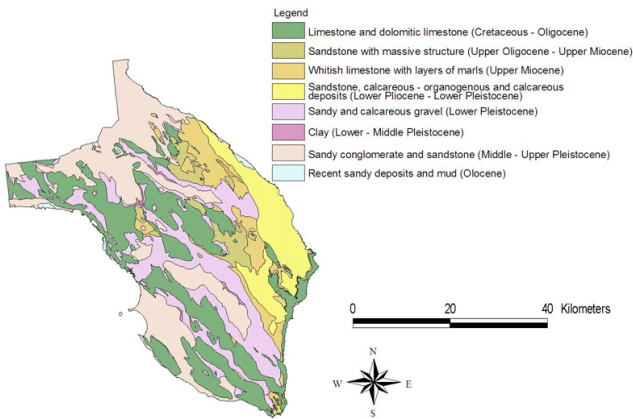 Legend
Limestone and dolomitic limestone (Cretaceous - Oligocene)
Sandstone with massive structure (Upper Oligocene - Upper Miocene)
Whitish limestone with layers of marls (Upper Miocene)
Sandstone, calcareous - organogenous and calcareous
deposits (Lower Pliocene - Lower Pleistocene)
Sandy and calcareous gravel (Lower Pleistocene)
Clay (Lower - Middle Pleistocene)
Sandy conglomerate and sandstone (Middle - Upper Pleistocene)
Recent sandy deposits and mud (Olocene)
0 20 40 Kilometers
N
W E
S